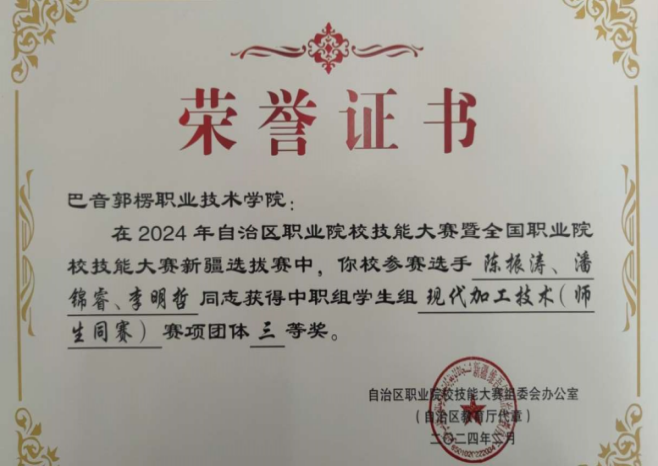 荣誉证书
巴音郭楞职业技术学院：
在2024年自治区职业院校技能大赛暨全国职业院
校技能大赛新疆选拔赛中，你校参赛选手 陈振涛、潘
锦睿、李明哲 同志获得中职组学生组 现代加工技术(师
生同赛) 赛项团体 三 等奖。
自治区职业院校技能大赛组委会办公室
（自治区教育厅代章）
二〇二四年 月